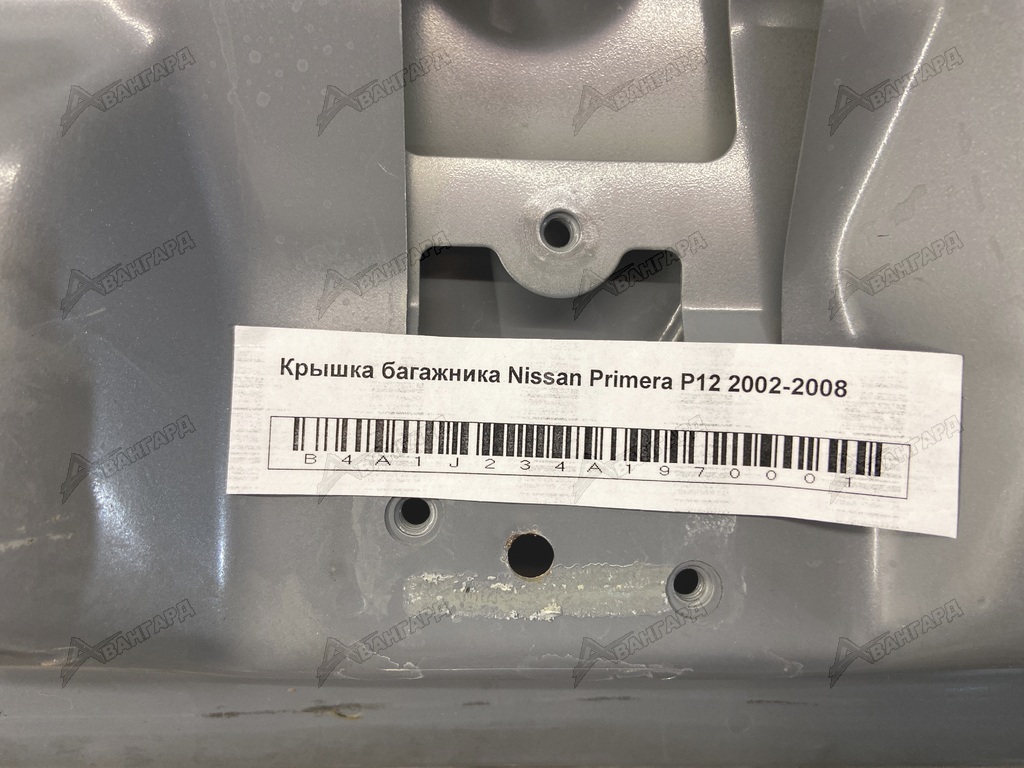 Крышка багажника Nissan Primera P12 2002-2008
B4A1J234A1970001
АВАНГАРД